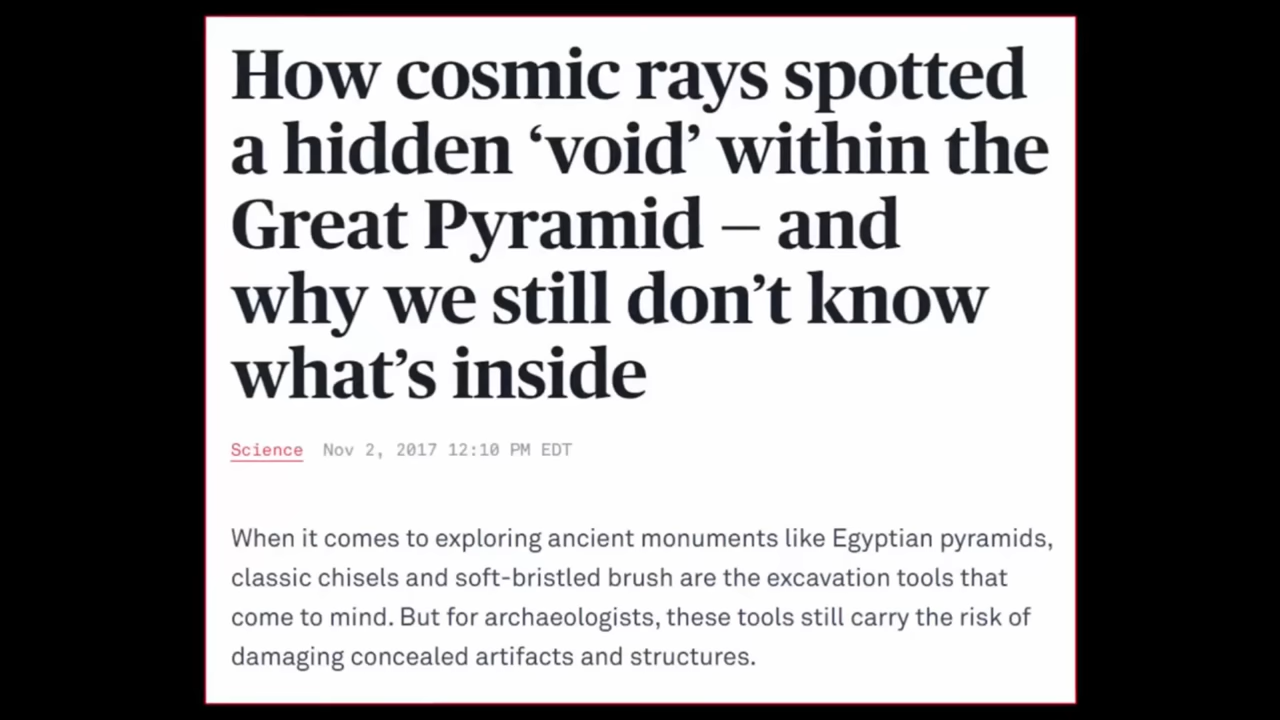 How cosmic rays spotted
a hidden ‘void’ within the
Great Pyramid – and
why we still don’t know
what’s inside
Science Nov 2, 2017 12:10 PM EDT
When it comes to exploring ancient monuments like Egyptian pyramids,
classic chisels and soft-bristled brush are the excavation tools that
come to mind. But for archaeologists, these tools still carry the risk of
damaging concealed artifacts and structures.